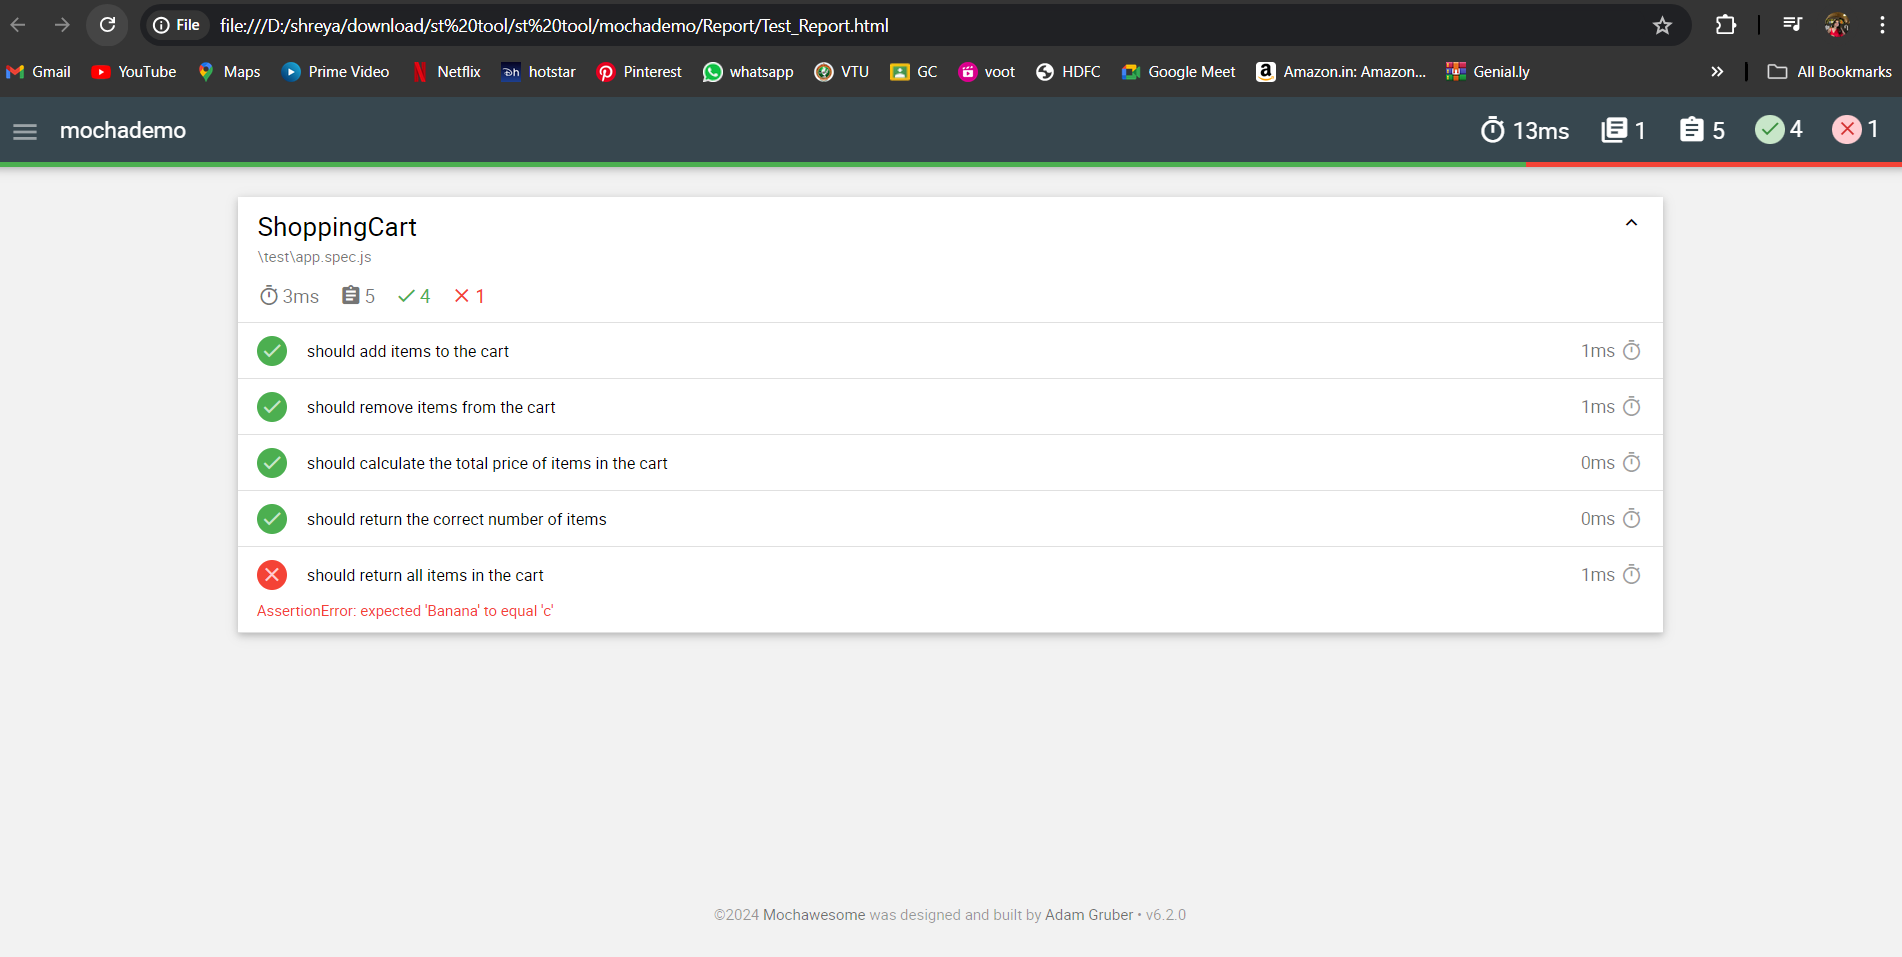 File file:///D:/shreya/download/st%20tool/st%20tool/mochademo/Report/Test_Report.html
Gmail YouTube Maps Prime Video Netflix hotstar Pinterest whatsapp VTU GC voot HDFC Google Meet Amazon.in: Amazon... Genial.ly » All Bookmarks
mochademo 13ms 1 5 4 1
ShoppingCart
\test\app.spec.js
3ms 5 4 1
should add items to the cart 1ms
should remove items from the cart 1ms
should calculate the total price of items in the cart 0ms
should return the correct number of items 0ms
should return all items in the cart 1ms
AssertionError: expected 'Banana' to equal 'c'
©2024 Mochawesome was designed and built by Adam Gruber • v6.2.0